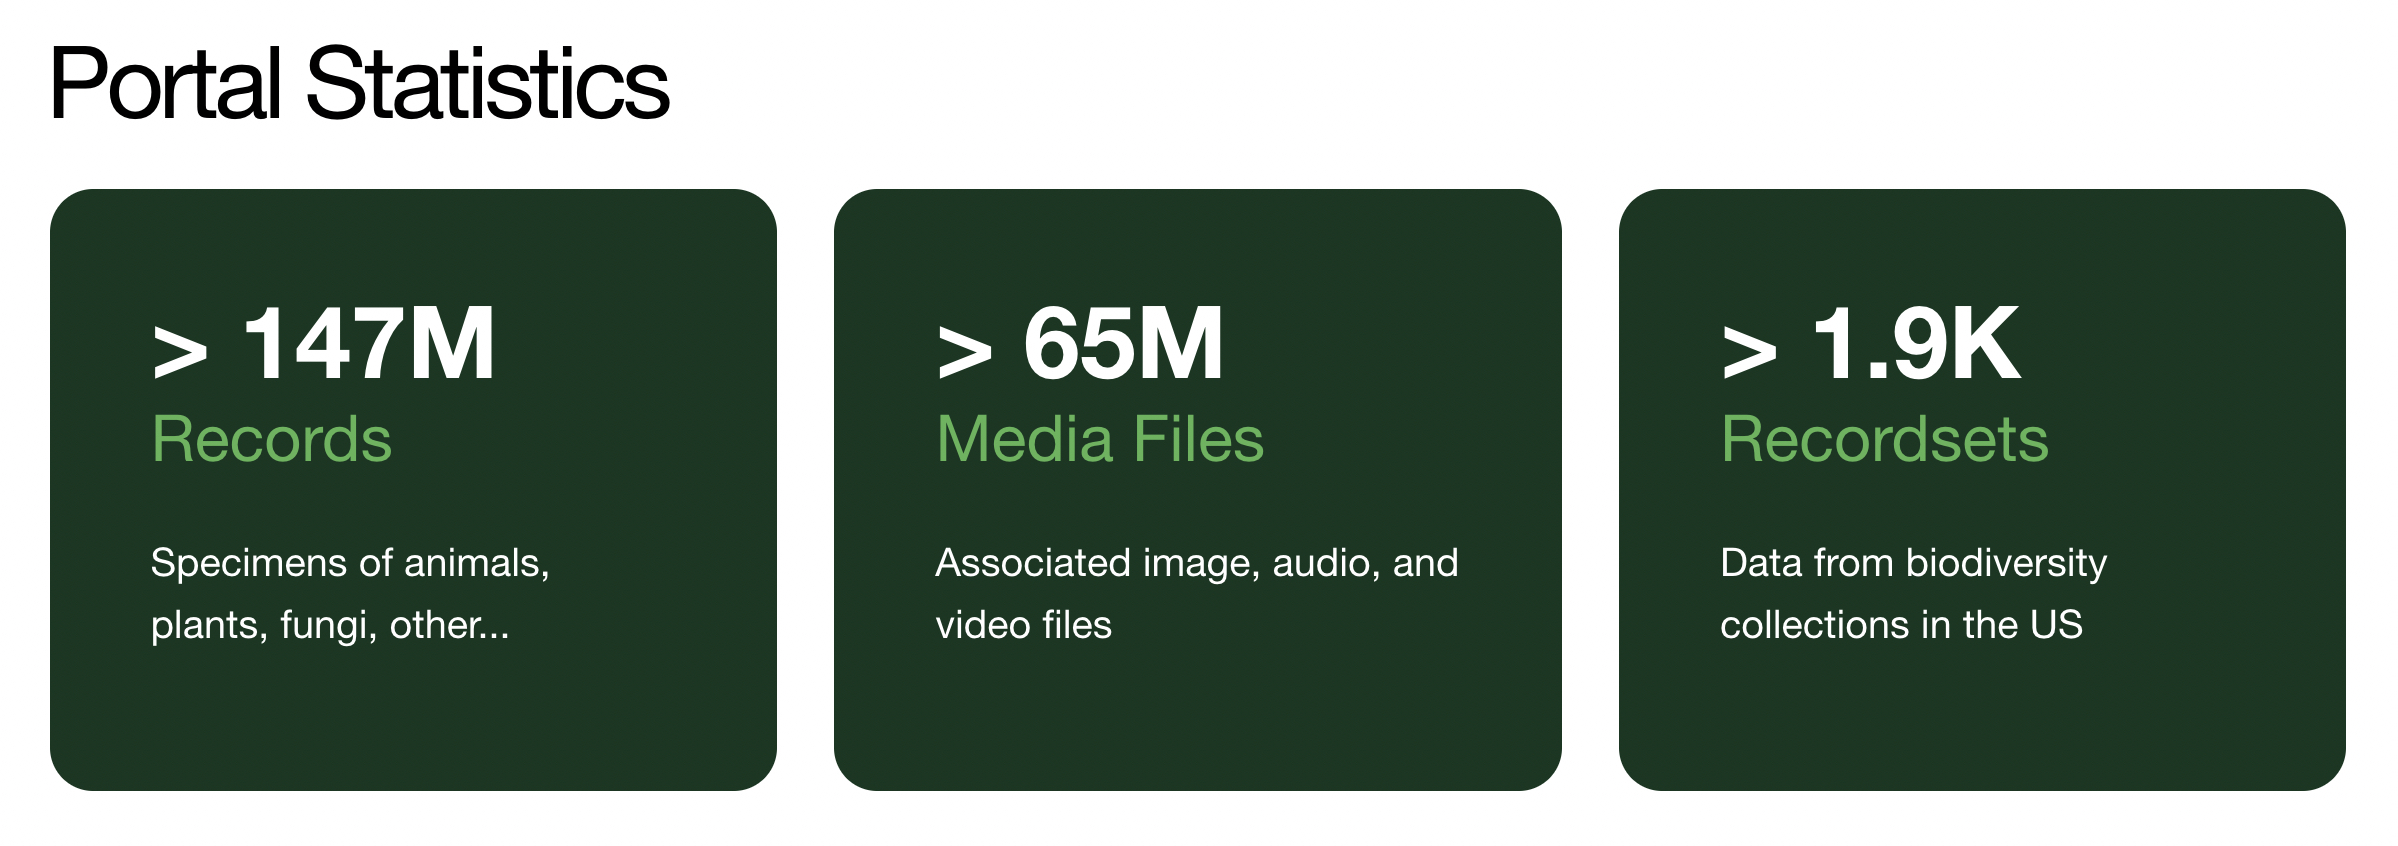 Portal Statistics
> 147M
Records
Specimens of animals,
plants, fungi, other...
> 65M
Media Files
Associated image, audio, and
video files
> 1.9K
Recordsets
Data from biodiversity
collections in the US